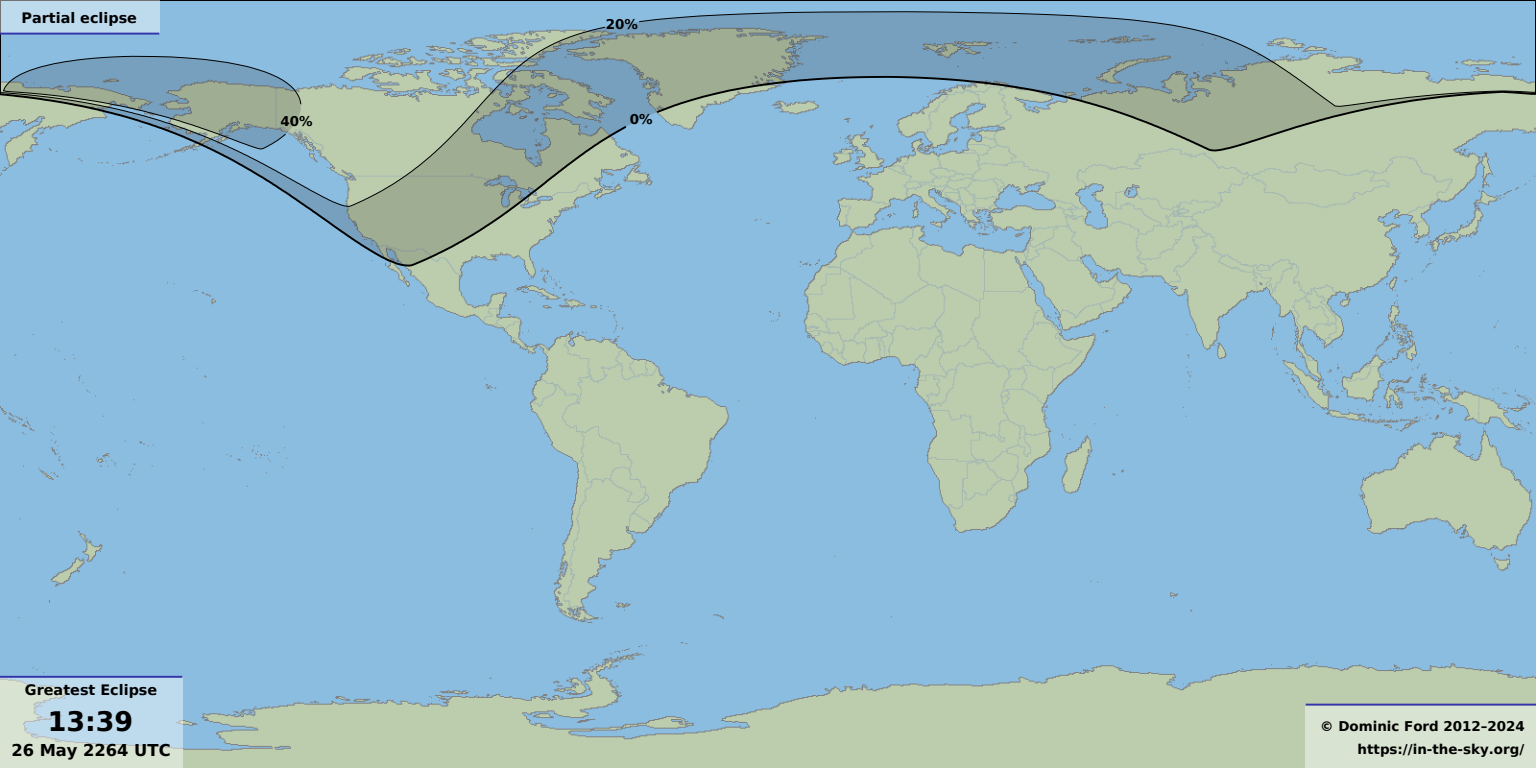 Partial eclipse
20%
40%
0%
Greatest Eclipse
13:39
26 May 2264 UTC
© Dominic Ford 2012–2024
https://in-the-sky.org/